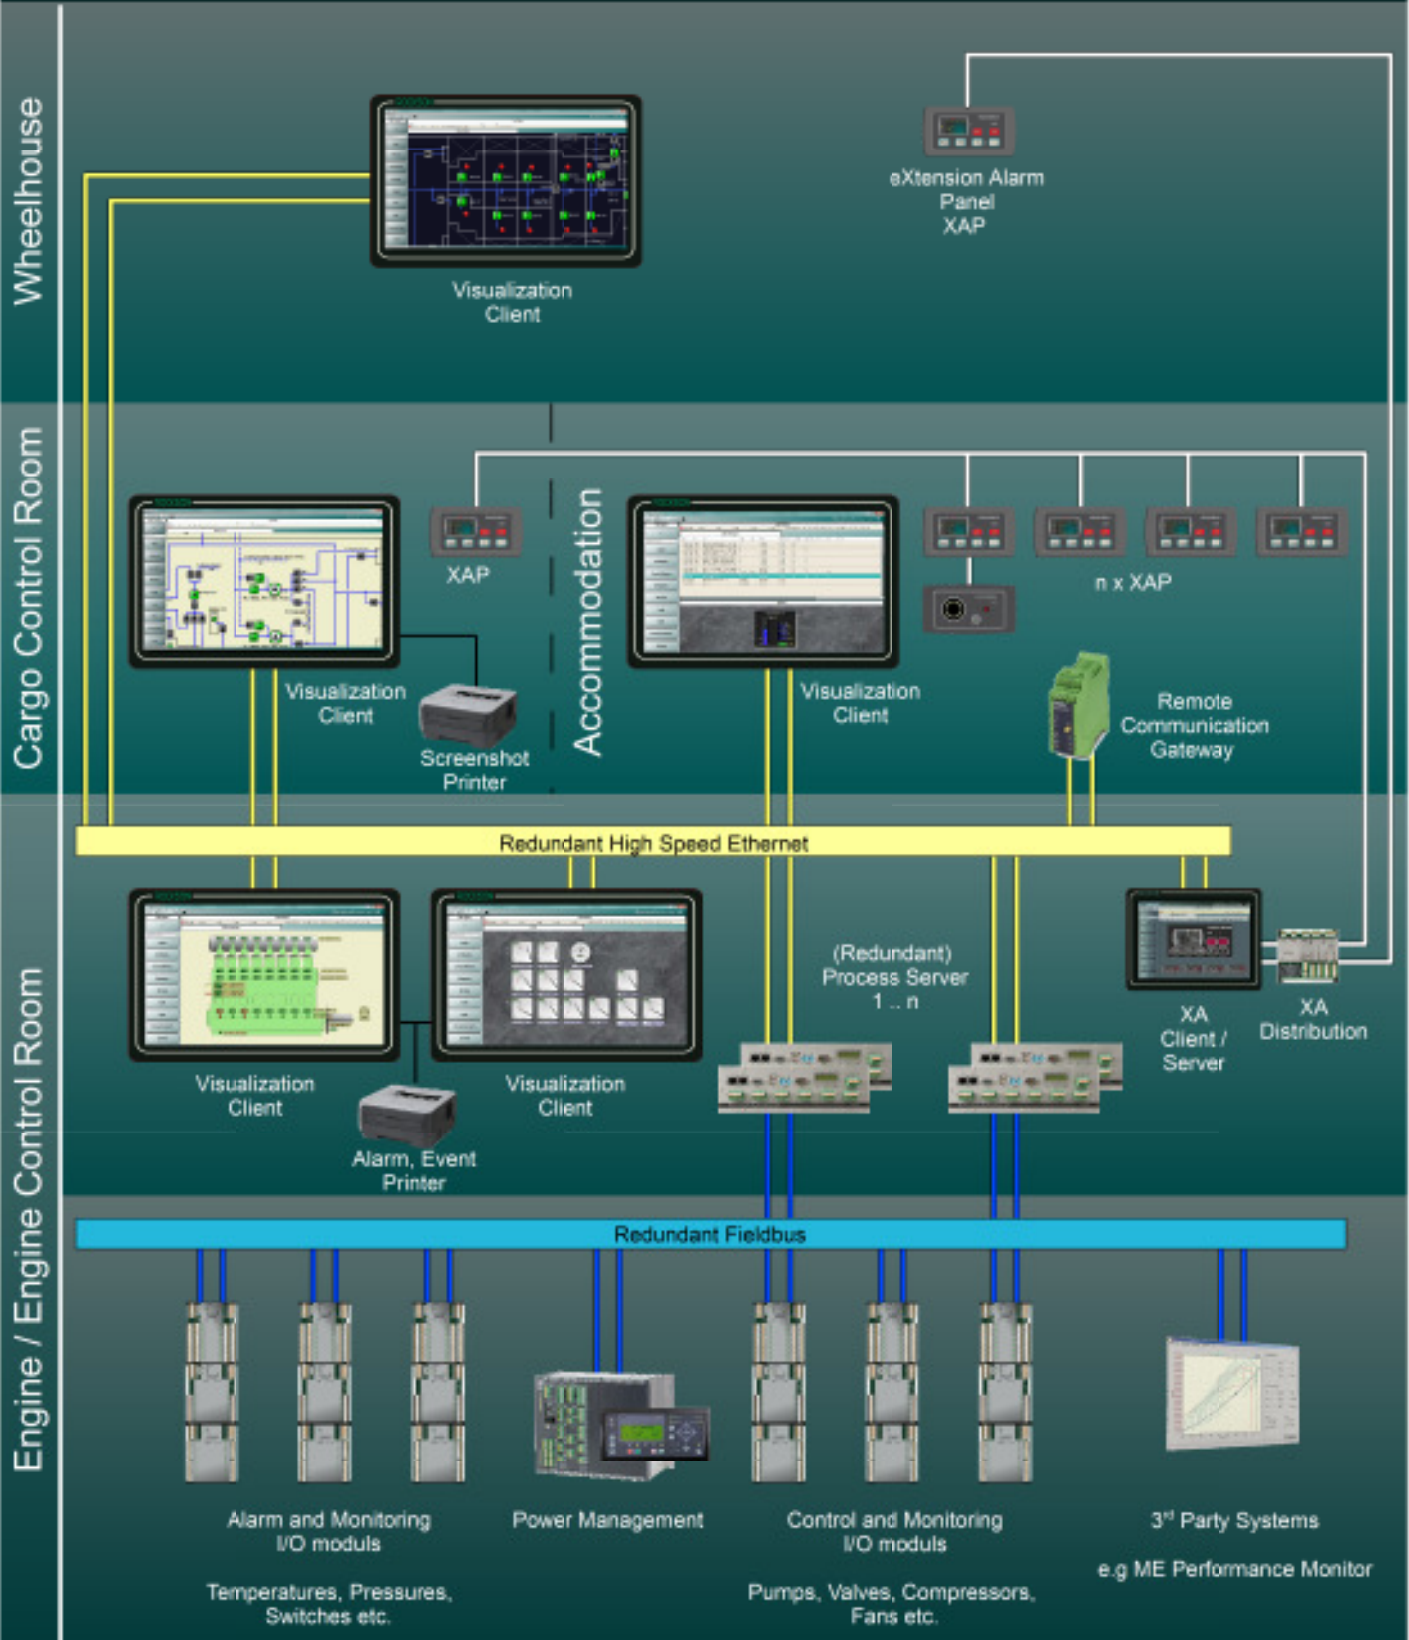 Wheelhouse
eXtension Alarm
Panel
XAP
Visualization
Client
Cargo Control Room
XAP
Visualization
Client
Screenshot
Printer
Accommodation
n x XAP
Visualization
Client
Remote
Communication
Gateway
Engine / Engine Control Room
Redundant High Speed Ethernet
(Redundant)
Process Server
1 .. n
XA
Client /
Server
XA
Distribution
Visualization
Client
Visualization
Client
Alarm, Event
Printer
Redundant Fieldbus
Alarm and Monitoring
I/O moduls
Temperatures, Pressures,
Switches etc.
Power Management
Control and Monitoring
I/O moduls
Pumps, Valves, Compressors,
Fans etc.
3rd Party Systems
e.g ME Performance Monitor